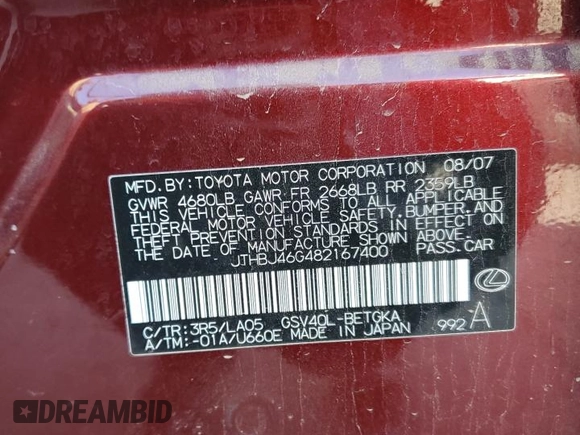 MFD. BY: TOYOTA MOTOR CORPORATION 08/07
GVWR 4680LB GAWR FR 2668LB RR 2359LB
THIS VEHICLE CONFORMS TO ALL APPLICABLE
FEDERAL MOTOR VEHICLE SAFETY, BUMPER, AND
THEFT PREVENTION STANDARDS IN EFFECT ON
THE DATE OF MANUFACTURE SHOWN ABOVE.
JTHBJ46G482167400 PASS. CAR
C/TR: 3R5/LA05 GSV40L-BETGKA
A/TM: -01A/U660E MADE IN JAPAN 992 A
DREAMBID